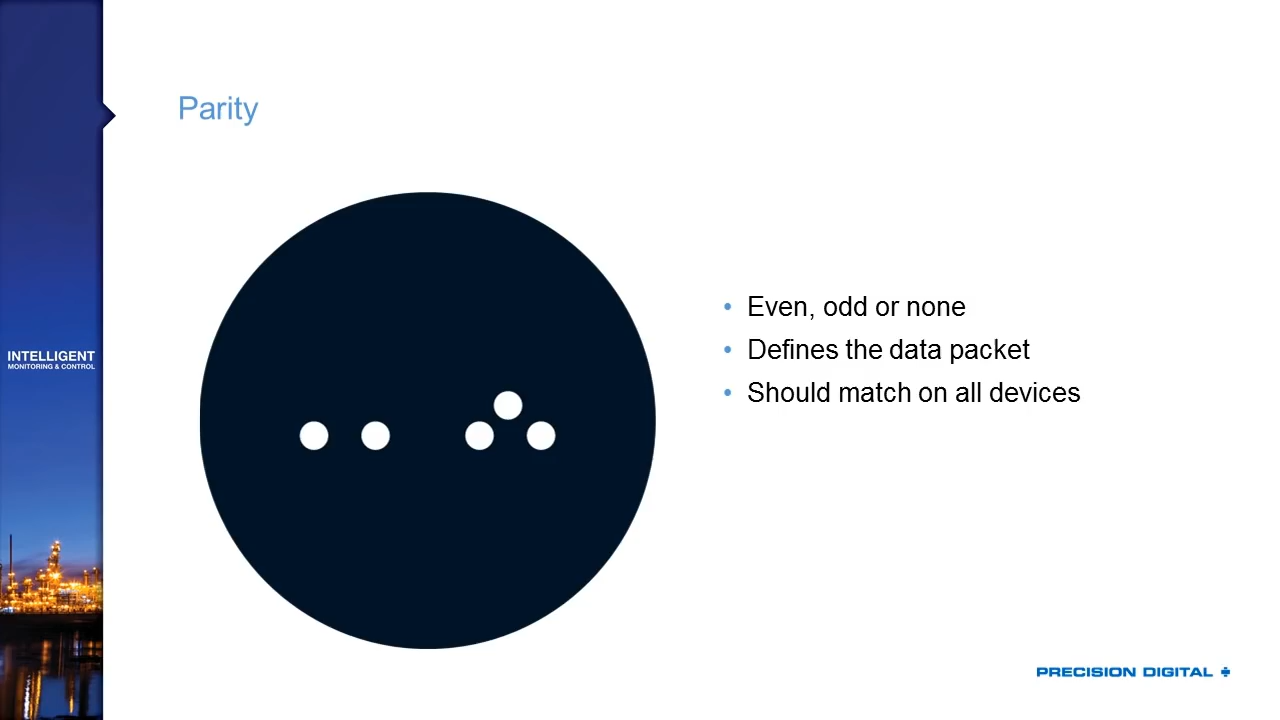 Parity
• Even, odd or none
• Defines the data packet
• Should match on all devices
INTELLIGENT
MONITORING & CONTROL
PRECISION DIGITAL